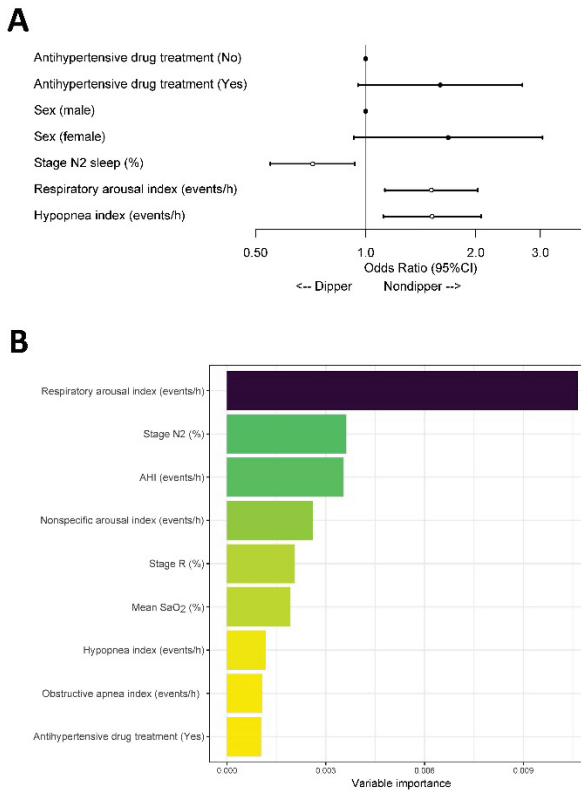 A
Antihypertensive drug treatment (No)
Antihypertensive drug treatment (Yes)
Sex (male)
Sex (female)
Stage N2 sleep (%)
Respiratory arousal index (events/h)
Hypopnea index (events/h)
0.50 1.0 2.0 3.0
Odds Ratio (95%CI)
<-- Dipper Nondipper -->
B
Respiratory arousal index (events/h)
Stage N2 (%)
AHI (events/h)
Nonspecific arousal index (events/h)
Stage R (%)
Mean SaO2 (%)
Hypopnea index (events/h)
Obstructive apnea index (events/h)
Antihypertensive drug treatment (Yes)
0.000 0.003 0.006 0.009
Variable importance